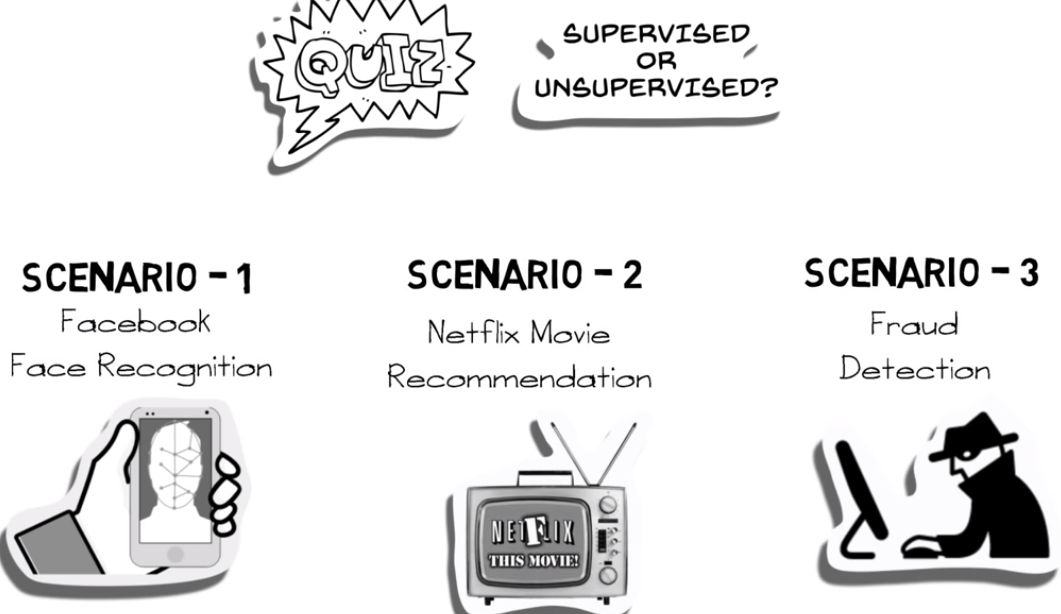 QUIZ
SUPERVISED
OR
UNSUPERVISED?
SCENARIO - 1
Facebook
Face Recognition
SCENARIO - 2
Netflix Movie
Recommendation
SCENARIO - 3
Fraud
Detection
NETFLIX
THIS MOVIE!